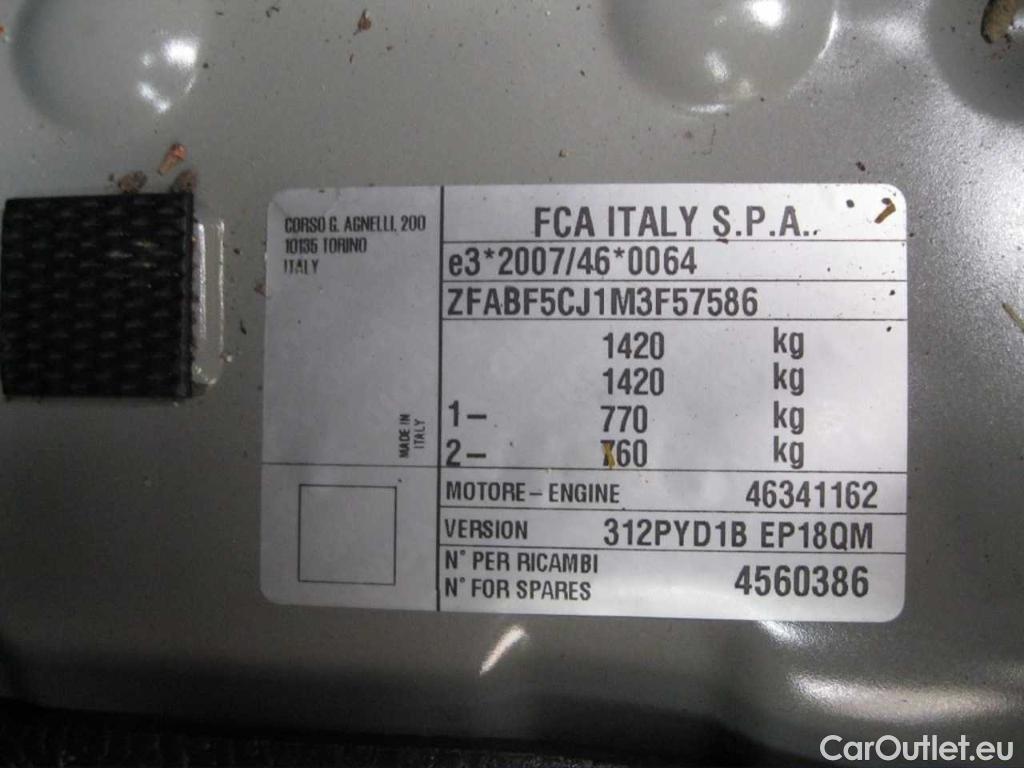 CORSO G. AGNELLI, 200
10135 TORINO
ITALY
MADE IN
ITALY
FCA ITALY S.P.A..
e3*2007/46*0064
ZFABF5CJ1M3F57586
1420 kg
1420 kg
1– 770 kg
2– 760 kg
MOTORE – ENGINE 46341162
VERSION 312PYD1B EP18QM
N° PER RICAMBI
N° FOR SPARES 4560386
CarOutlet.eu